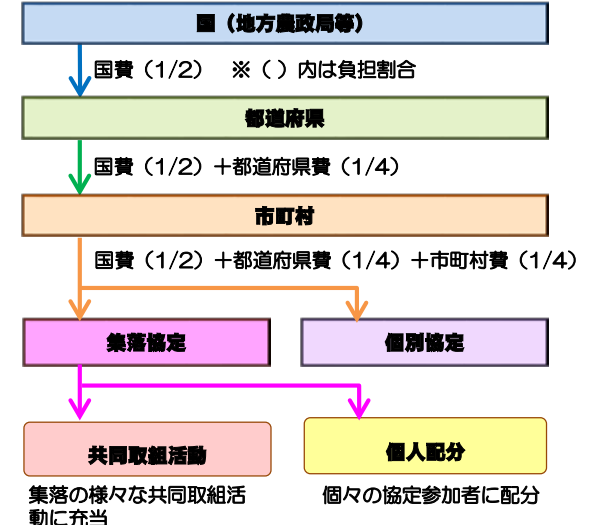 国（地方農政局等）
国費（1/2）　※（ ）内は負担割合
都道府県
国費（1/2）＋都道府県費（1/4）
市町村
国費（1/2）＋都道府県費（1/4）＋市町村費（1/4）
集落協定
個別協定
共同取組活動
個人配分
集落の様々な共同取組活
動に充当
個々の協定参加者に配分